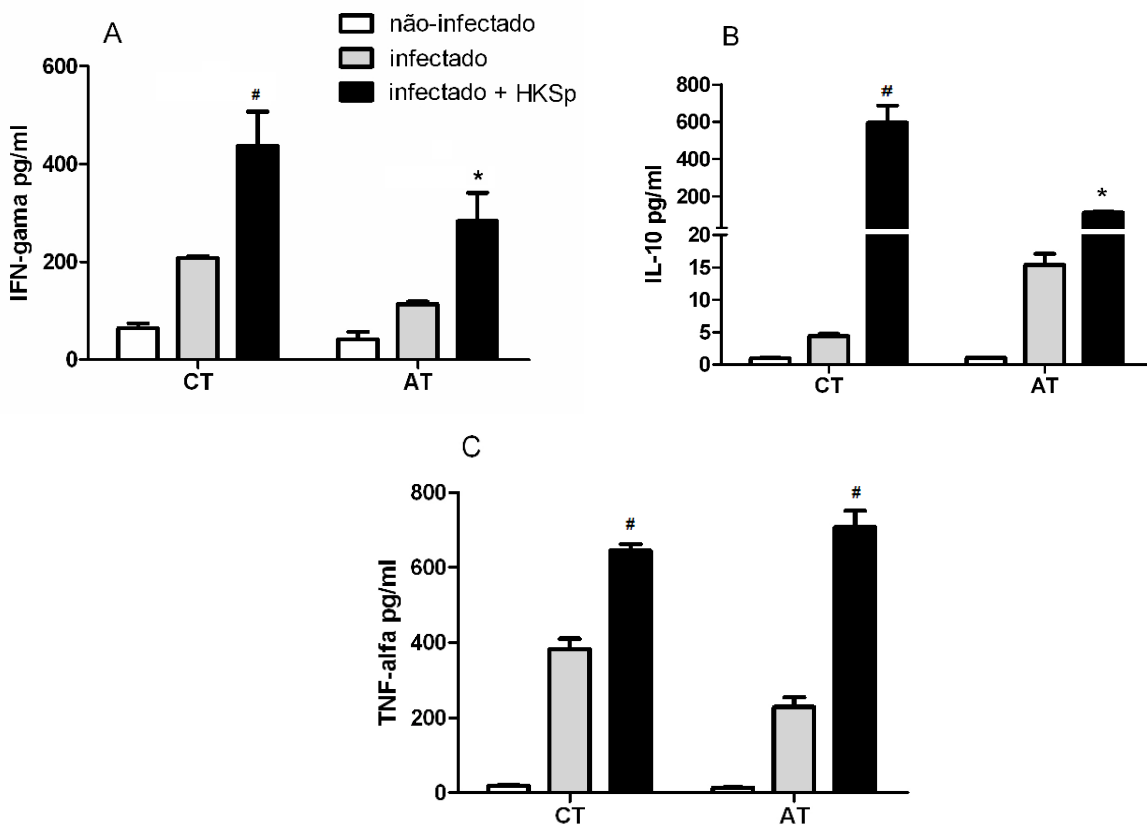 A
não-infectado
infectado
infectado + HKSp
IFN-gama pg/ml
600
400
200
0
#
*
CT
AT
B
IL-10 pg/ml
800
600
400
200
20
15
10
5
0
#
*
CT
AT
C
TNF-alfa pg/ml
800
600
400
200
0
#
#
CT
AT